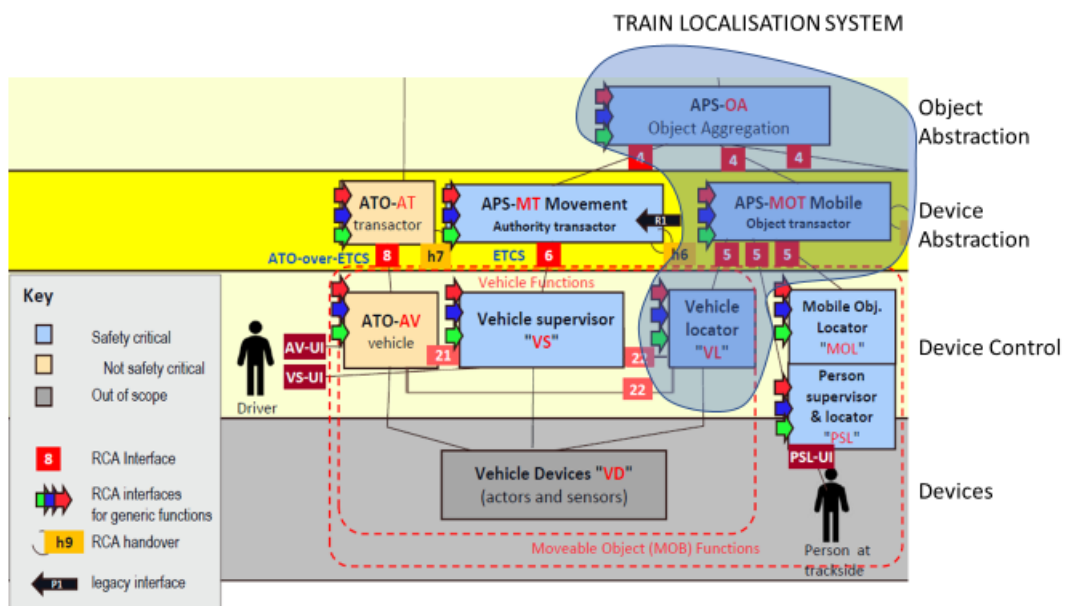 TRAIN LOCALISATION SYSTEM
APS-OA
Object Aggregation
Object
Abstraction
4
4
4
ATO-AT
transactor
APS-MT Movement
Authority transactor
R1
APS-MOT Mobile
Object transactor
Device
Abstraction
ATO-over-ETCS
8
h7
ETCS
6
h6
5
5
5
Key
Safety critical
Not safety critical
Out of scope
8
RCA Interface
RCA interfaces
for generic functions
h9
RCA handover
P1
legacy interface
Vehicle Functions
ATO-AV
vehicle
Vehicle supervisor
"VS"
Vehicle
locator
"VL"
Mobile Obj.
Locator
"MOL"
Device Control
AV-UI
VS-UI
21
22
22
Driver
Person
supervisor
& locator
"PSL"
PSL-UI
Vehicle Devices "VD"
(actors and sensors)
Devices
Moveable Object (MOB) Functions
Person at
trackside